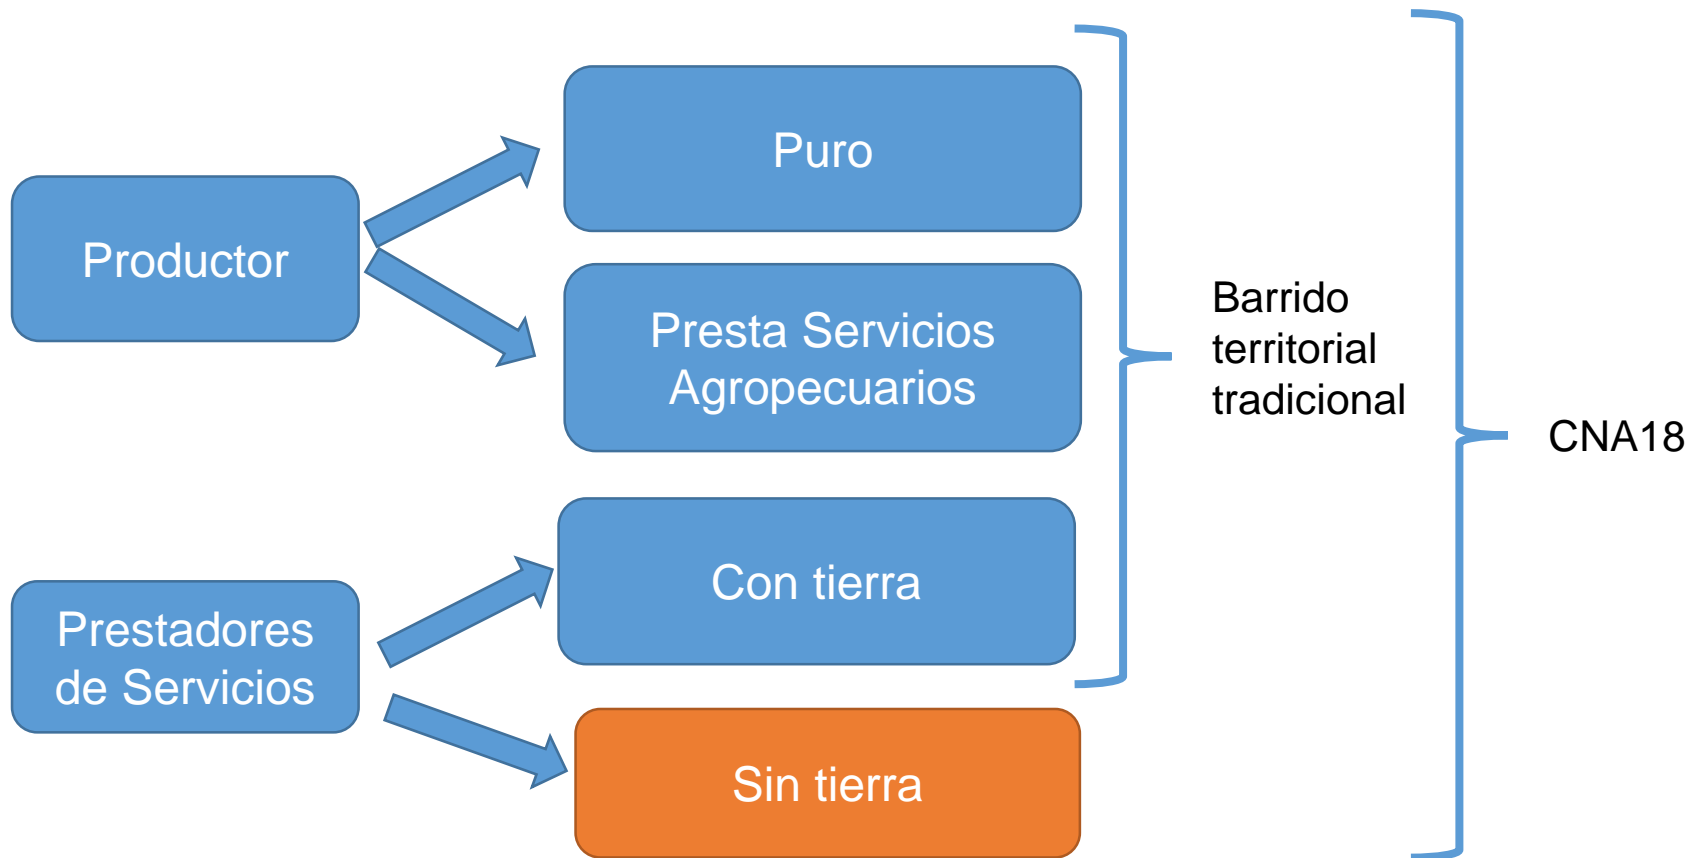 Productor
Puro
Presta Servicios
Agropecuarios
Prestadores
de Servicios
Con tierra
Sin tierra
Barrido
territorial
tradicional
CNA18